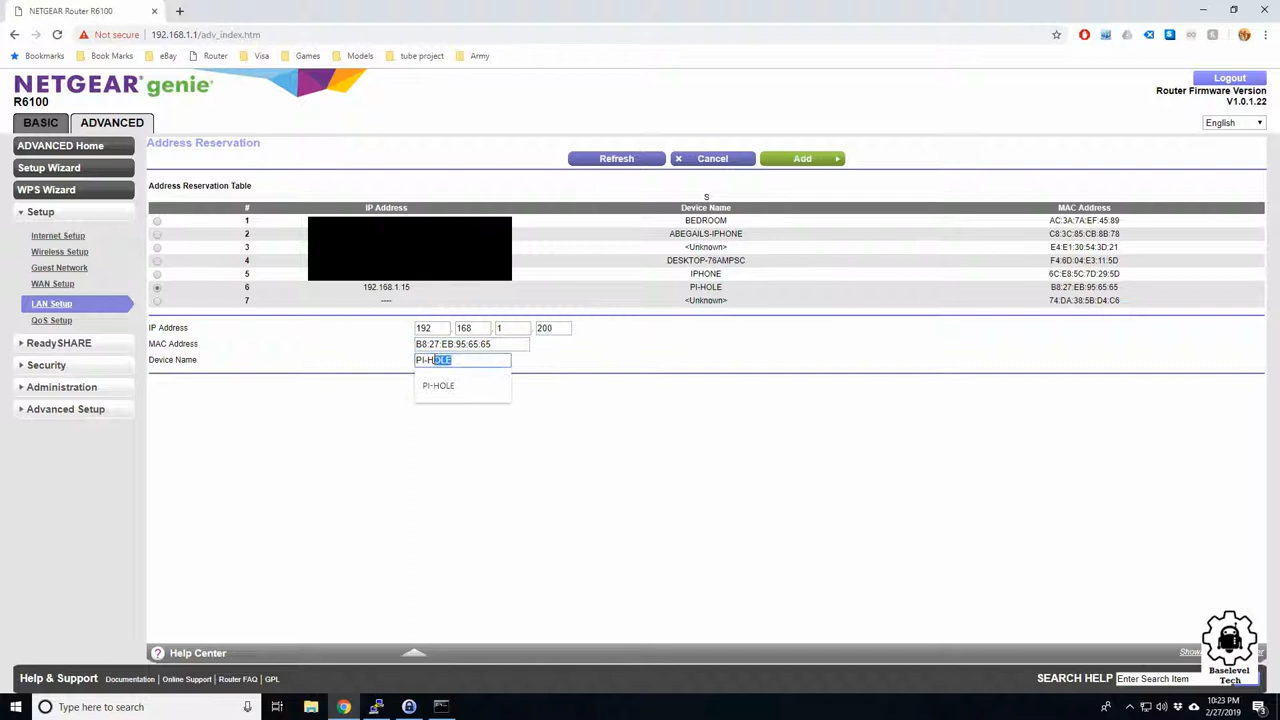 NETGEAR Router R6100
Not secure | 192.168.1.1/adv_index.htm
Bookmarks Book Marks eBay Router Visa Games Models tube project Army
NETGEAR® genie®
R6100
Logout
Router Firmware Version
V1.0.1.22
BASIC ADVANCED English
ADVANCED Home
Setup Wizard
WPS Wizard
Setup
Internet Setup
Wireless Setup
Guest Network
WAN Setup
LAN Setup
QoS Setup
ReadySHARE
Security
Administration
Advanced Setup
Address Reservation
Refresh Cancel Add
Address Reservation Table
S
# IP Address Device Name MAC Address
1 BEDROOM AC:3A:7A:EF:45:89
2 ABEGAILS-IPHONE C8:3C:85:CB:8B:78
3 <Unknown> E4:E1:30:54:3D:21
4 DESKTOP-76AMPSC F4:6D:04:E3:11:5D
5 IPHONE 6C:E8:5C:7D:29:5D
6 192.168.1.15 PI-HOLE B8:27:EB:95:65:65
7 ---- <Unknown> 74:DA:38:5B:D4:C6
IP Address 192 . 168 . 1 . 200
MAC Address B8:27:EB:95:65:65
Device Name PI-HOLE
PI-HOLE
Help Center
Help & Support Documentation | Online Support | Router FAQ | GPL
SEARCH HELP Enter Search Item
Baselevel
Tech
Type here to search
10:23 PM
2/27/2019
3